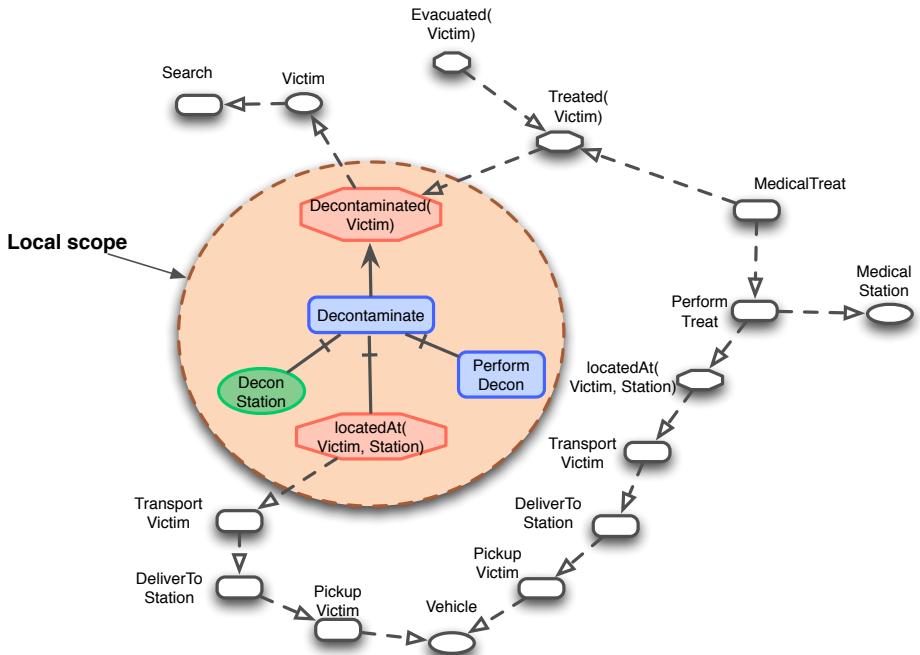 Evacuated(
Victim)
Search
Victim
Treated(
Victim)
MedicalTreat
Decontaminated(
Victim)
Local scope
Medical
Station
Decontaminate
Perform
Treat
Decon
Station
Perform
Decon
locatedAt(
Victim, Station)
locatedAt(
Victim, Station)
Transport
Victim
Transport
Victim
DeliverTo
Station
DeliverTo
Station
Pickup
Victim
Pickup
Victim
Vehicle